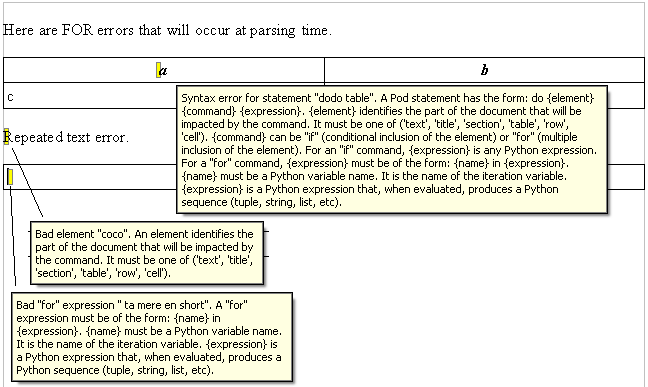 Here are FOR errors that will occur at parsing time.
a
b
c
Syntax error for statement "dodo table". A Pod statement has the form: do {element}
{command} {expression}. {element} identifies the part of the document that will be
impacted by the command. It must be one of ('text', 'title', 'section', 'table', 'row',
'cell'). {command} can be "if" (conditional inclusion of the element) or "for" (multiple
inclusion of the element). For an "if" command, {expression} is any Python expression.
For a "for" command, {expression} must be of the form: {name} in {expression}.
{name} must be a Python variable name. It is the name of the iteration variable.
{expression} is a Python expression that, when evaluated, produces a Python
sequence (tuple, string, list, etc).
Repeated text error.
Bad element "coco". An element identifies the
part of the document that will be impacted by
the command. It must be one of ('text', 'title',
'section', 'table', 'row', 'cell').
Bad "for" expression " ta mere en short". A "for"
expression must be of the form: {name} in
{expression}. {name} must be a Python variable name.
It is the name of the iteration variable. {expression} is
a Python expression that, when evaluated, produces a
Python sequence (tuple, string, list, etc).